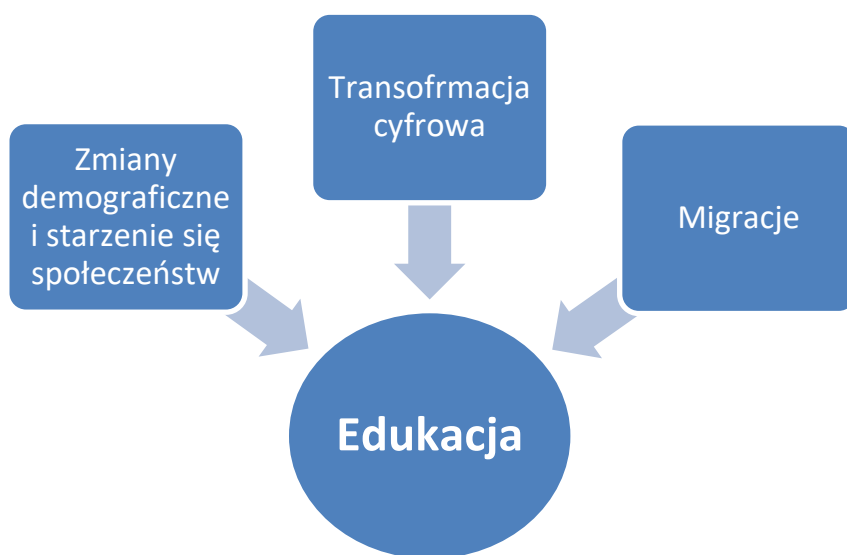 Zmiany
demograficzne
i starzenie się
społeczeństw
Transofrmacja
cyfrowa
Migracje
Edukacja